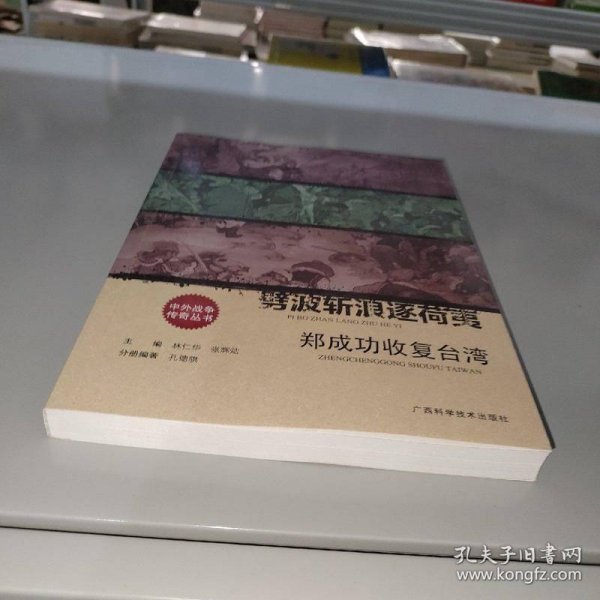 劈波斩浪逐荷夷
PI BO ZHAN LANG ZHU HE YI
郑成功收复台湾
ZHENGCHENGGONG SHOUFU TAIWAN
中外战争
传奇丛书
主 编 林仁华 张辉灿
分册编著 孔德骐
广西科学技术出版社
孔夫子旧书网
www.kongfz.com